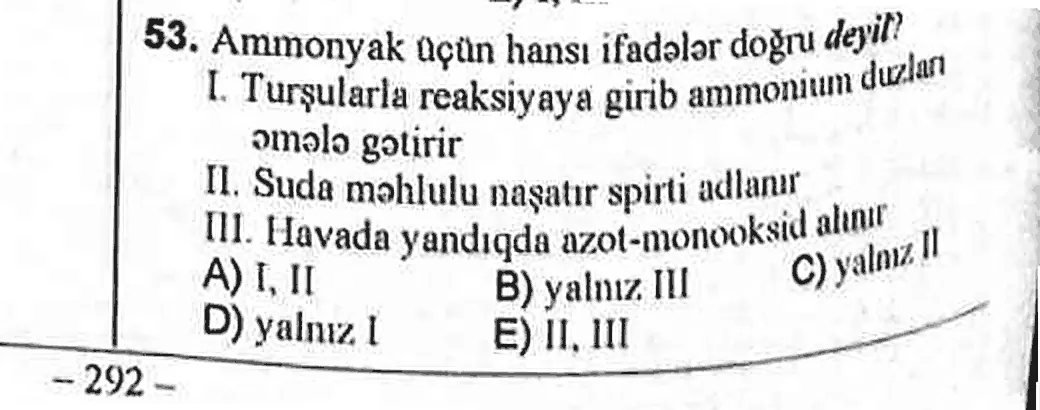 53. Ammonyak üçün hansı ifadələr doğru deyil?
I. Turşularla reaksiyaya girib ammonium duzları
əmələ gətirir
II. Suda məhlulu naşatır spirti adlanır
III. Havada yandıqda azot-monooksid alınır
A) I, II B) yalnız III C) yalnız II
D) yalnız I E) II, III
– 292 –